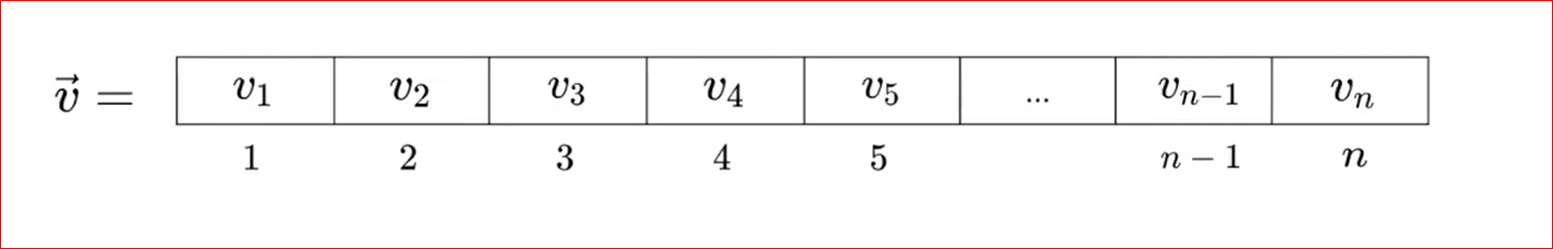 v⃗ = v₁ v₂ v₃ v₄ v₅ ... vₙ₋₁ vₙ
1 2 3 4 5 n − 1 n